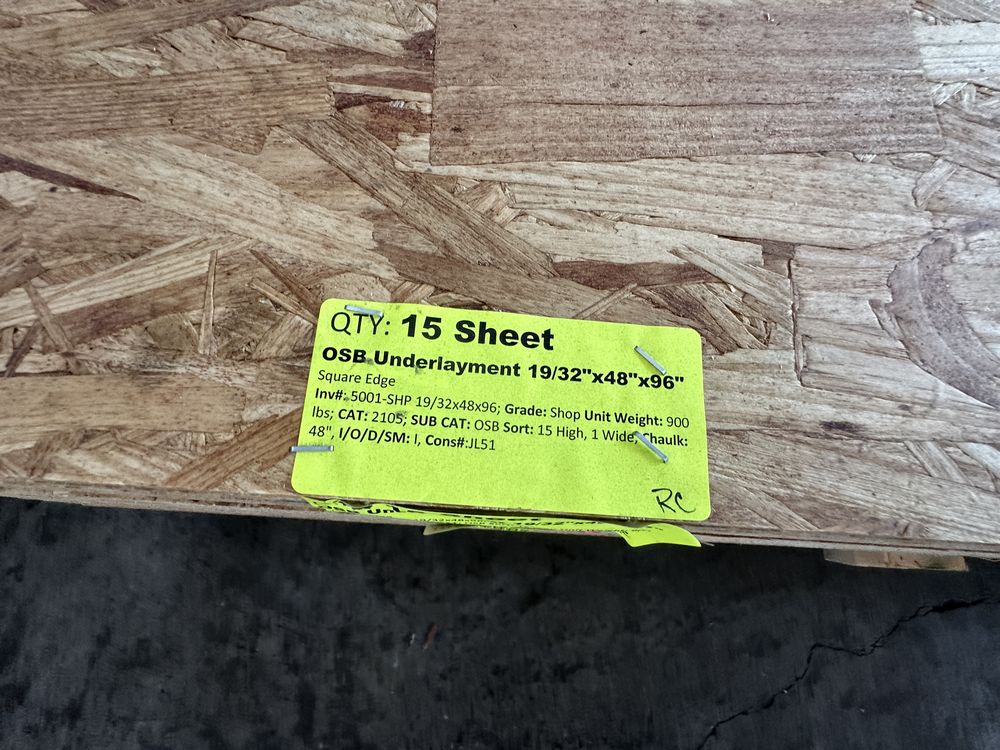 QTY: 15 Sheet
OSB Underlayment 19/32"x48"x96"
Square Edge
Inv#: 5001-SHP 19/32x48x96; Grade: Shop Unit Weight: 900
lbs; CAT: 2105, SUB CAT: OSB Sort: 15 High, 1 Wide, Chaulk:
48", I/O/D/SM: I, Cons#:JL51
RC